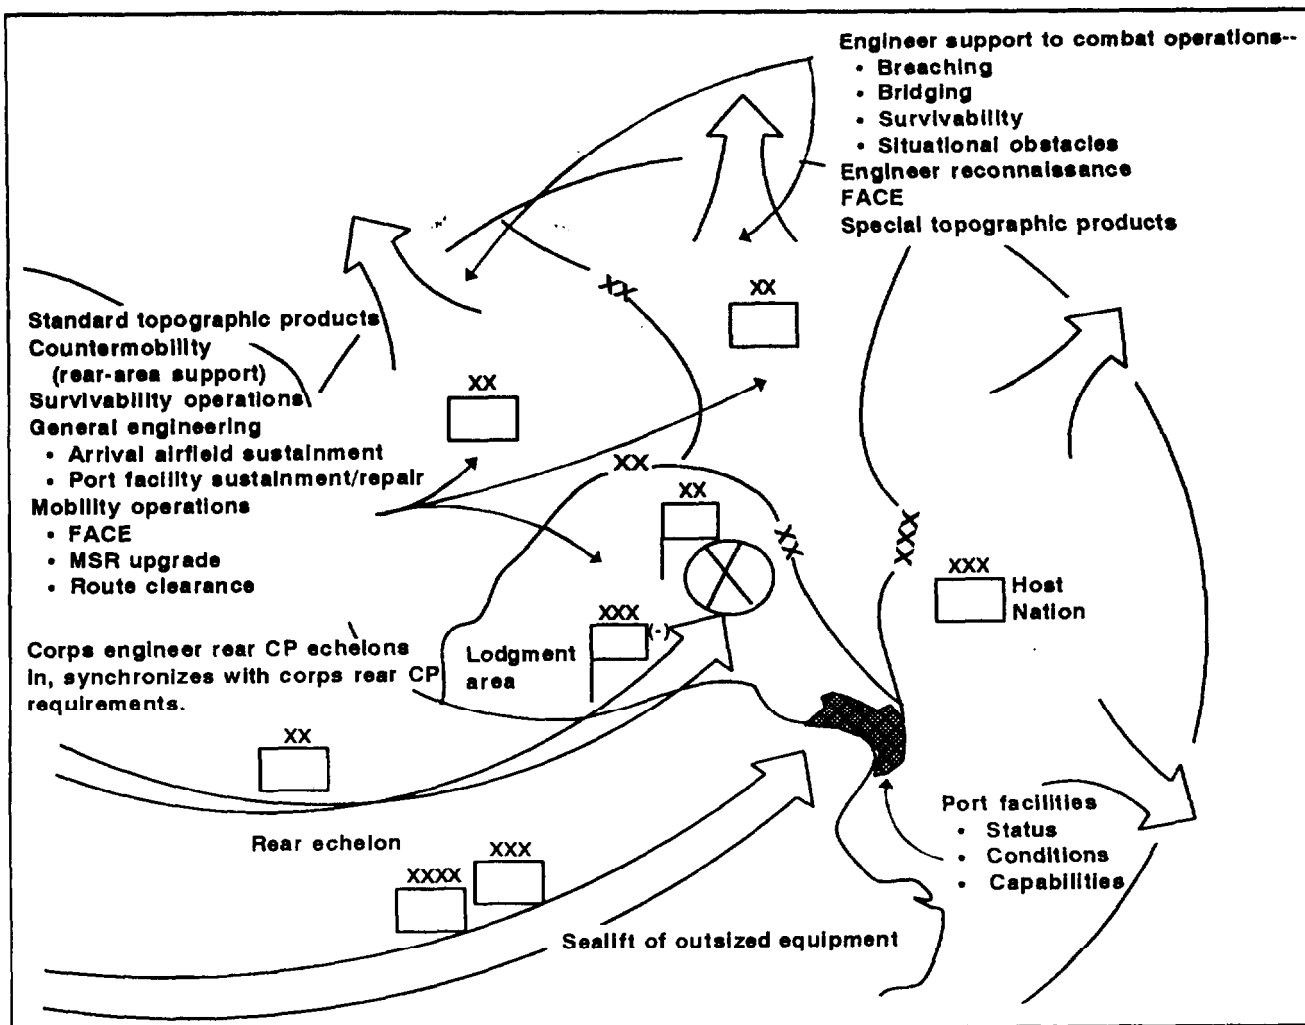 Engineer support to combat operations--
• Breaching
• Bridging
• Survivability
• Situational obstacles
Engineer reconnaissance
FACE
Special topographic products
XX
XX
Standard topographic products
Countermobility
(rear-area support)
Survivability operations
General engineering
• Arrival airfield sustainment
• Port facility sustainment/repair
Mobility operations
• FACE
• MSR upgrade
• Route clearance
XX
XX
XX
XX
XXX
XXX
Host
Nation
XXX
(-)
Lodgment
area
Corps engineer rear CP echelons
in, synchronizes with corps rear CP
requirements.
XX
Rear echelon
XXX
XXXX
Port facilities
• Status
• Conditions
• Capabilities
Sealift of outsized equipment